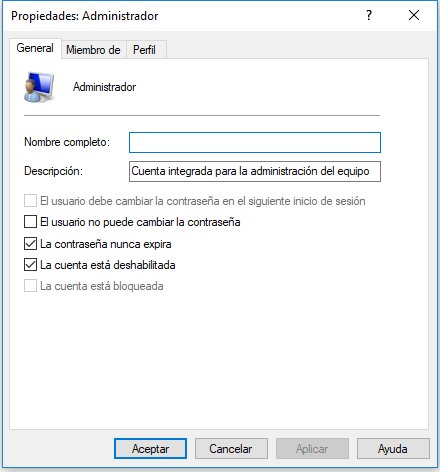 Propiedades: Administrador
?
General
Miembro de
Perfil
Administrador
Nombre completo:
Descripción:
Cuenta integrada para la administración del equipo
El usuario debe cambiar la contraseña en el siguiente inicio de sesión
El usuario no puede cambiar la contraseña
La contraseña nunca expira
La cuenta está deshabilitada
La cuenta está bloqueada
Aceptar
Cancelar
Aplicar
Ayuda